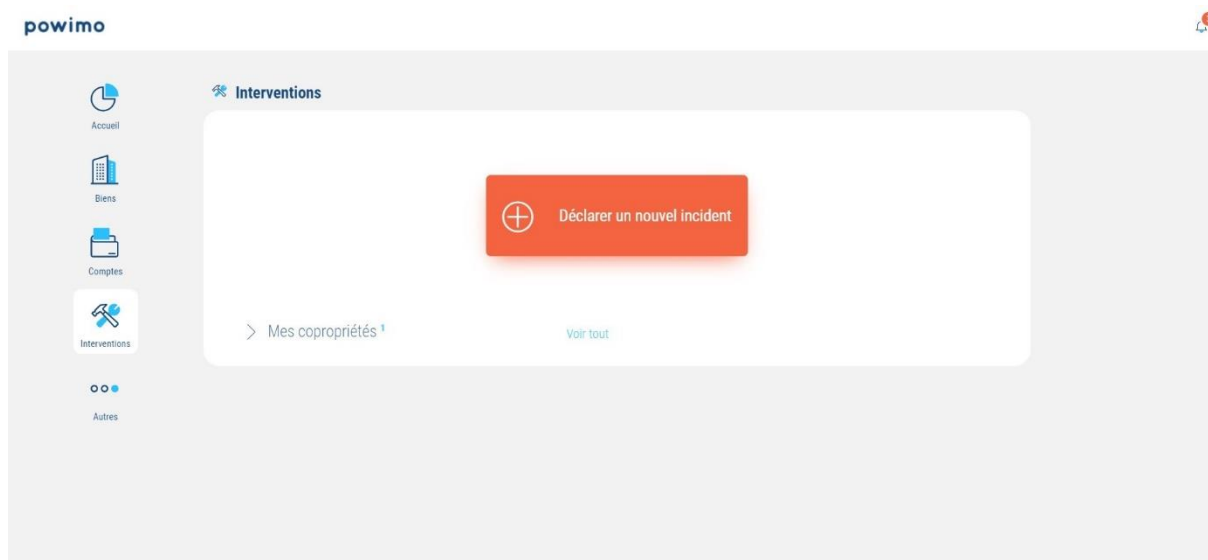 powimo
Accueil
Biens
Comptes
Interventions
Autres
Interventions
Déclarer un nouvel incident
Mes copropriétés 1
Voir tout